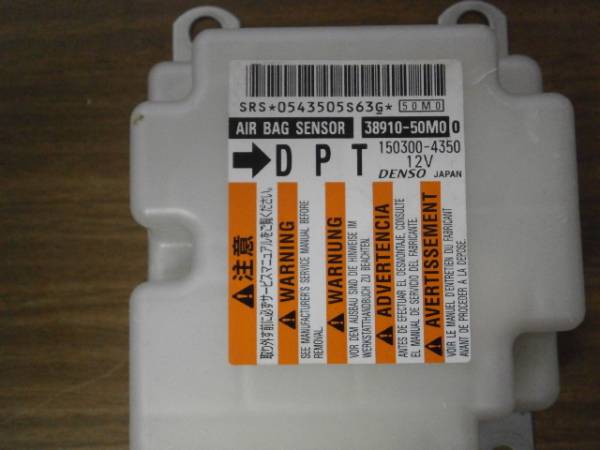 SRS*0543505S63G* 50M0
AIR BAG SENSOR 38910-50M0 0
➡ D P T 150300-4350
12V
DENSO JAPAN
⚠注意
取り外す前に必ずサービスマニュアルをご覧ください。
⚠ WARNING
SEE MANUFACTURER'S SERVICE MANUAL BEFORE
REMOVAL.
⚠ WARNUNG
VOR DEM AUSBAU SIND DIE HINWEISE IM
WERKSTATTHANDBUCH ZU BEACHTEN.
⚠ ADVERTENCIA
ANTES DE EFECTUAR EL DESMONTAJE, CONSULTE
EL MANUAL DE SERVICIO DEL FABRICANTE.
⚠ AVERTISSEMENT
VOIR LE MANUEL D'ENTRETIEN DU FABRICANT
AVANT DE PROCEDER A LA DEPOSE.